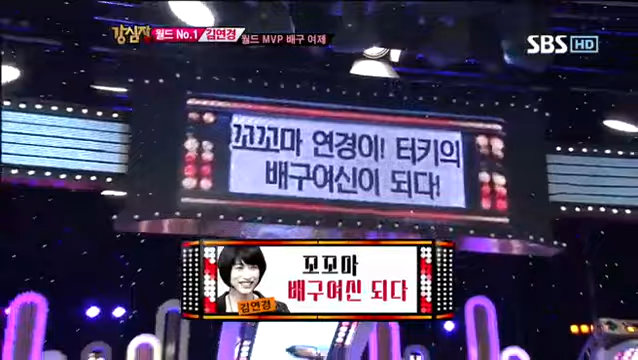 강심장 월드 No.1 김연경 월드 MVP 배구 여제
SBS HD
꼬꼬마 연경이! 터키의
배구여신이 되다!
꼬꼬마
배구여신 되다
김연경